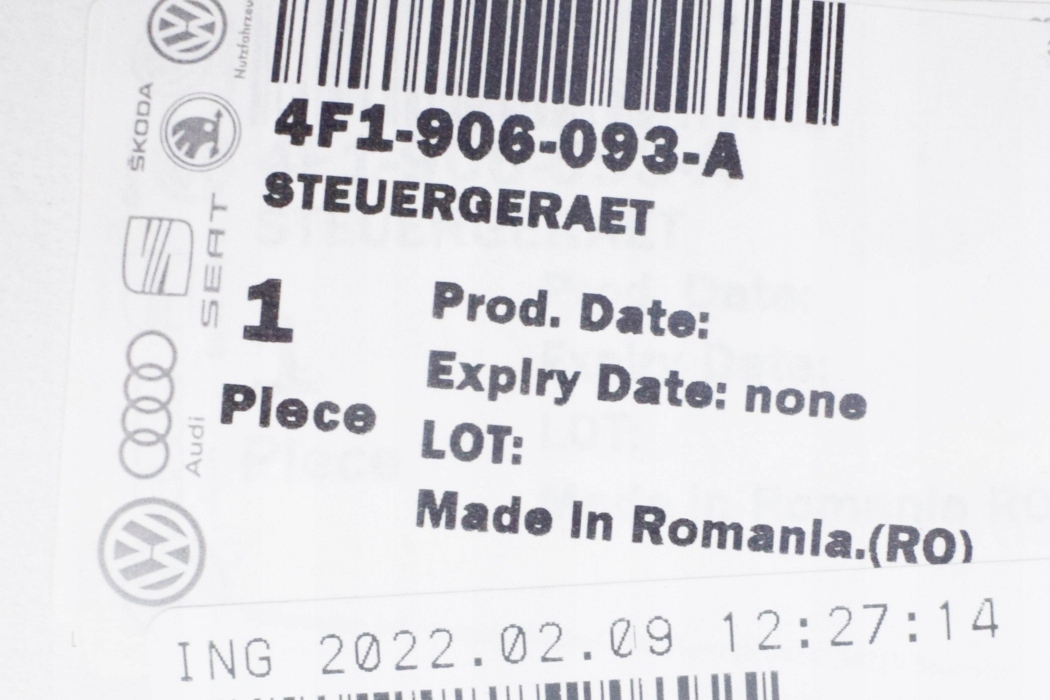 Nutzfahrzeu
ŠKODA
SEAT
Audi
4F1-906-093-A
STEUERGERAET
1
Piece
Prod. Date:
Expiry Date: none
LOT:
Made in Romania.(RO)
ING 2022.02.09 12:27:14